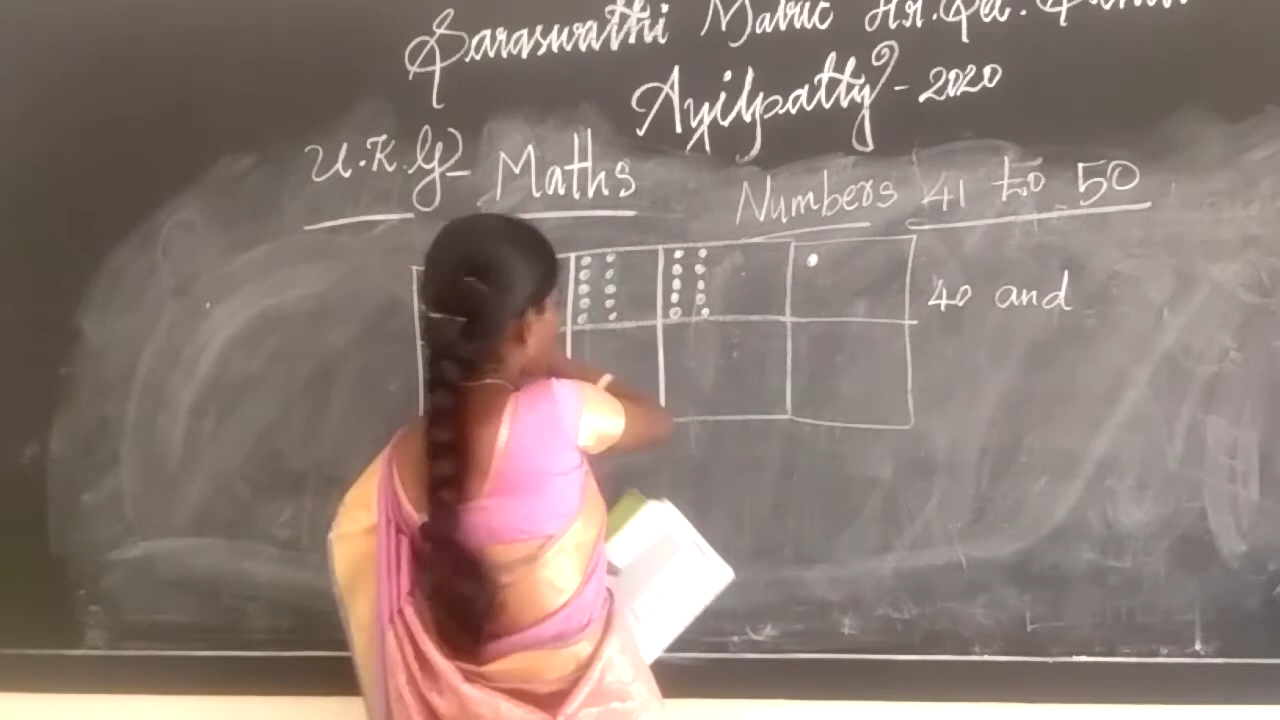 Saraswathi Matric Hr. Sec.
Ayilpatty - 2020
U.K.G - Maths
Numbers 41 to 50
40 and